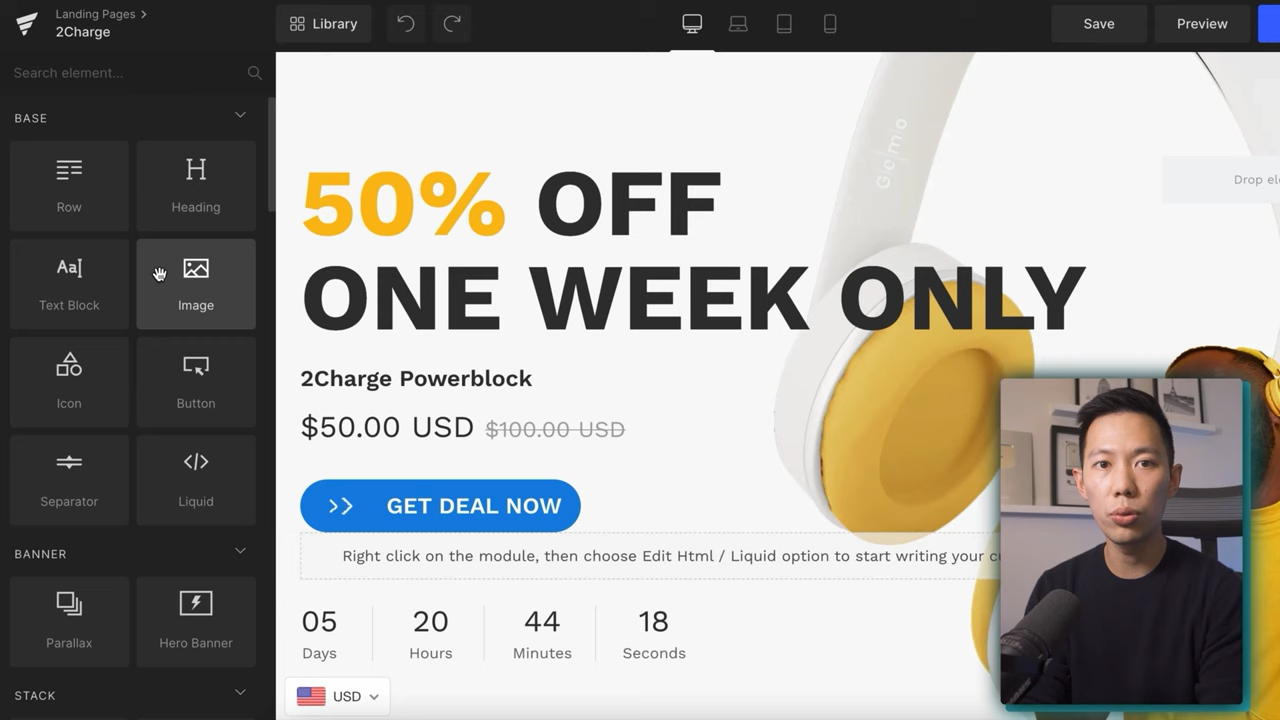 Landing Pages
2Charge
Library
Save
Preview
Search element...
BASE
Row
Heading
Text Block
Image
Icon
Button
Separator
Liquid
BANNER
Parallax
Hero Banner
STACK
50% OFF
ONE WEEK ONLY
2Charge Powerblock
$50.00 USD $100.00 USD
GET DEAL NOW
Right click on the module, then choose Edit Html / Liquid option to start writing your
05 20 44 18
Days Hours Minutes Seconds
USD
Drop